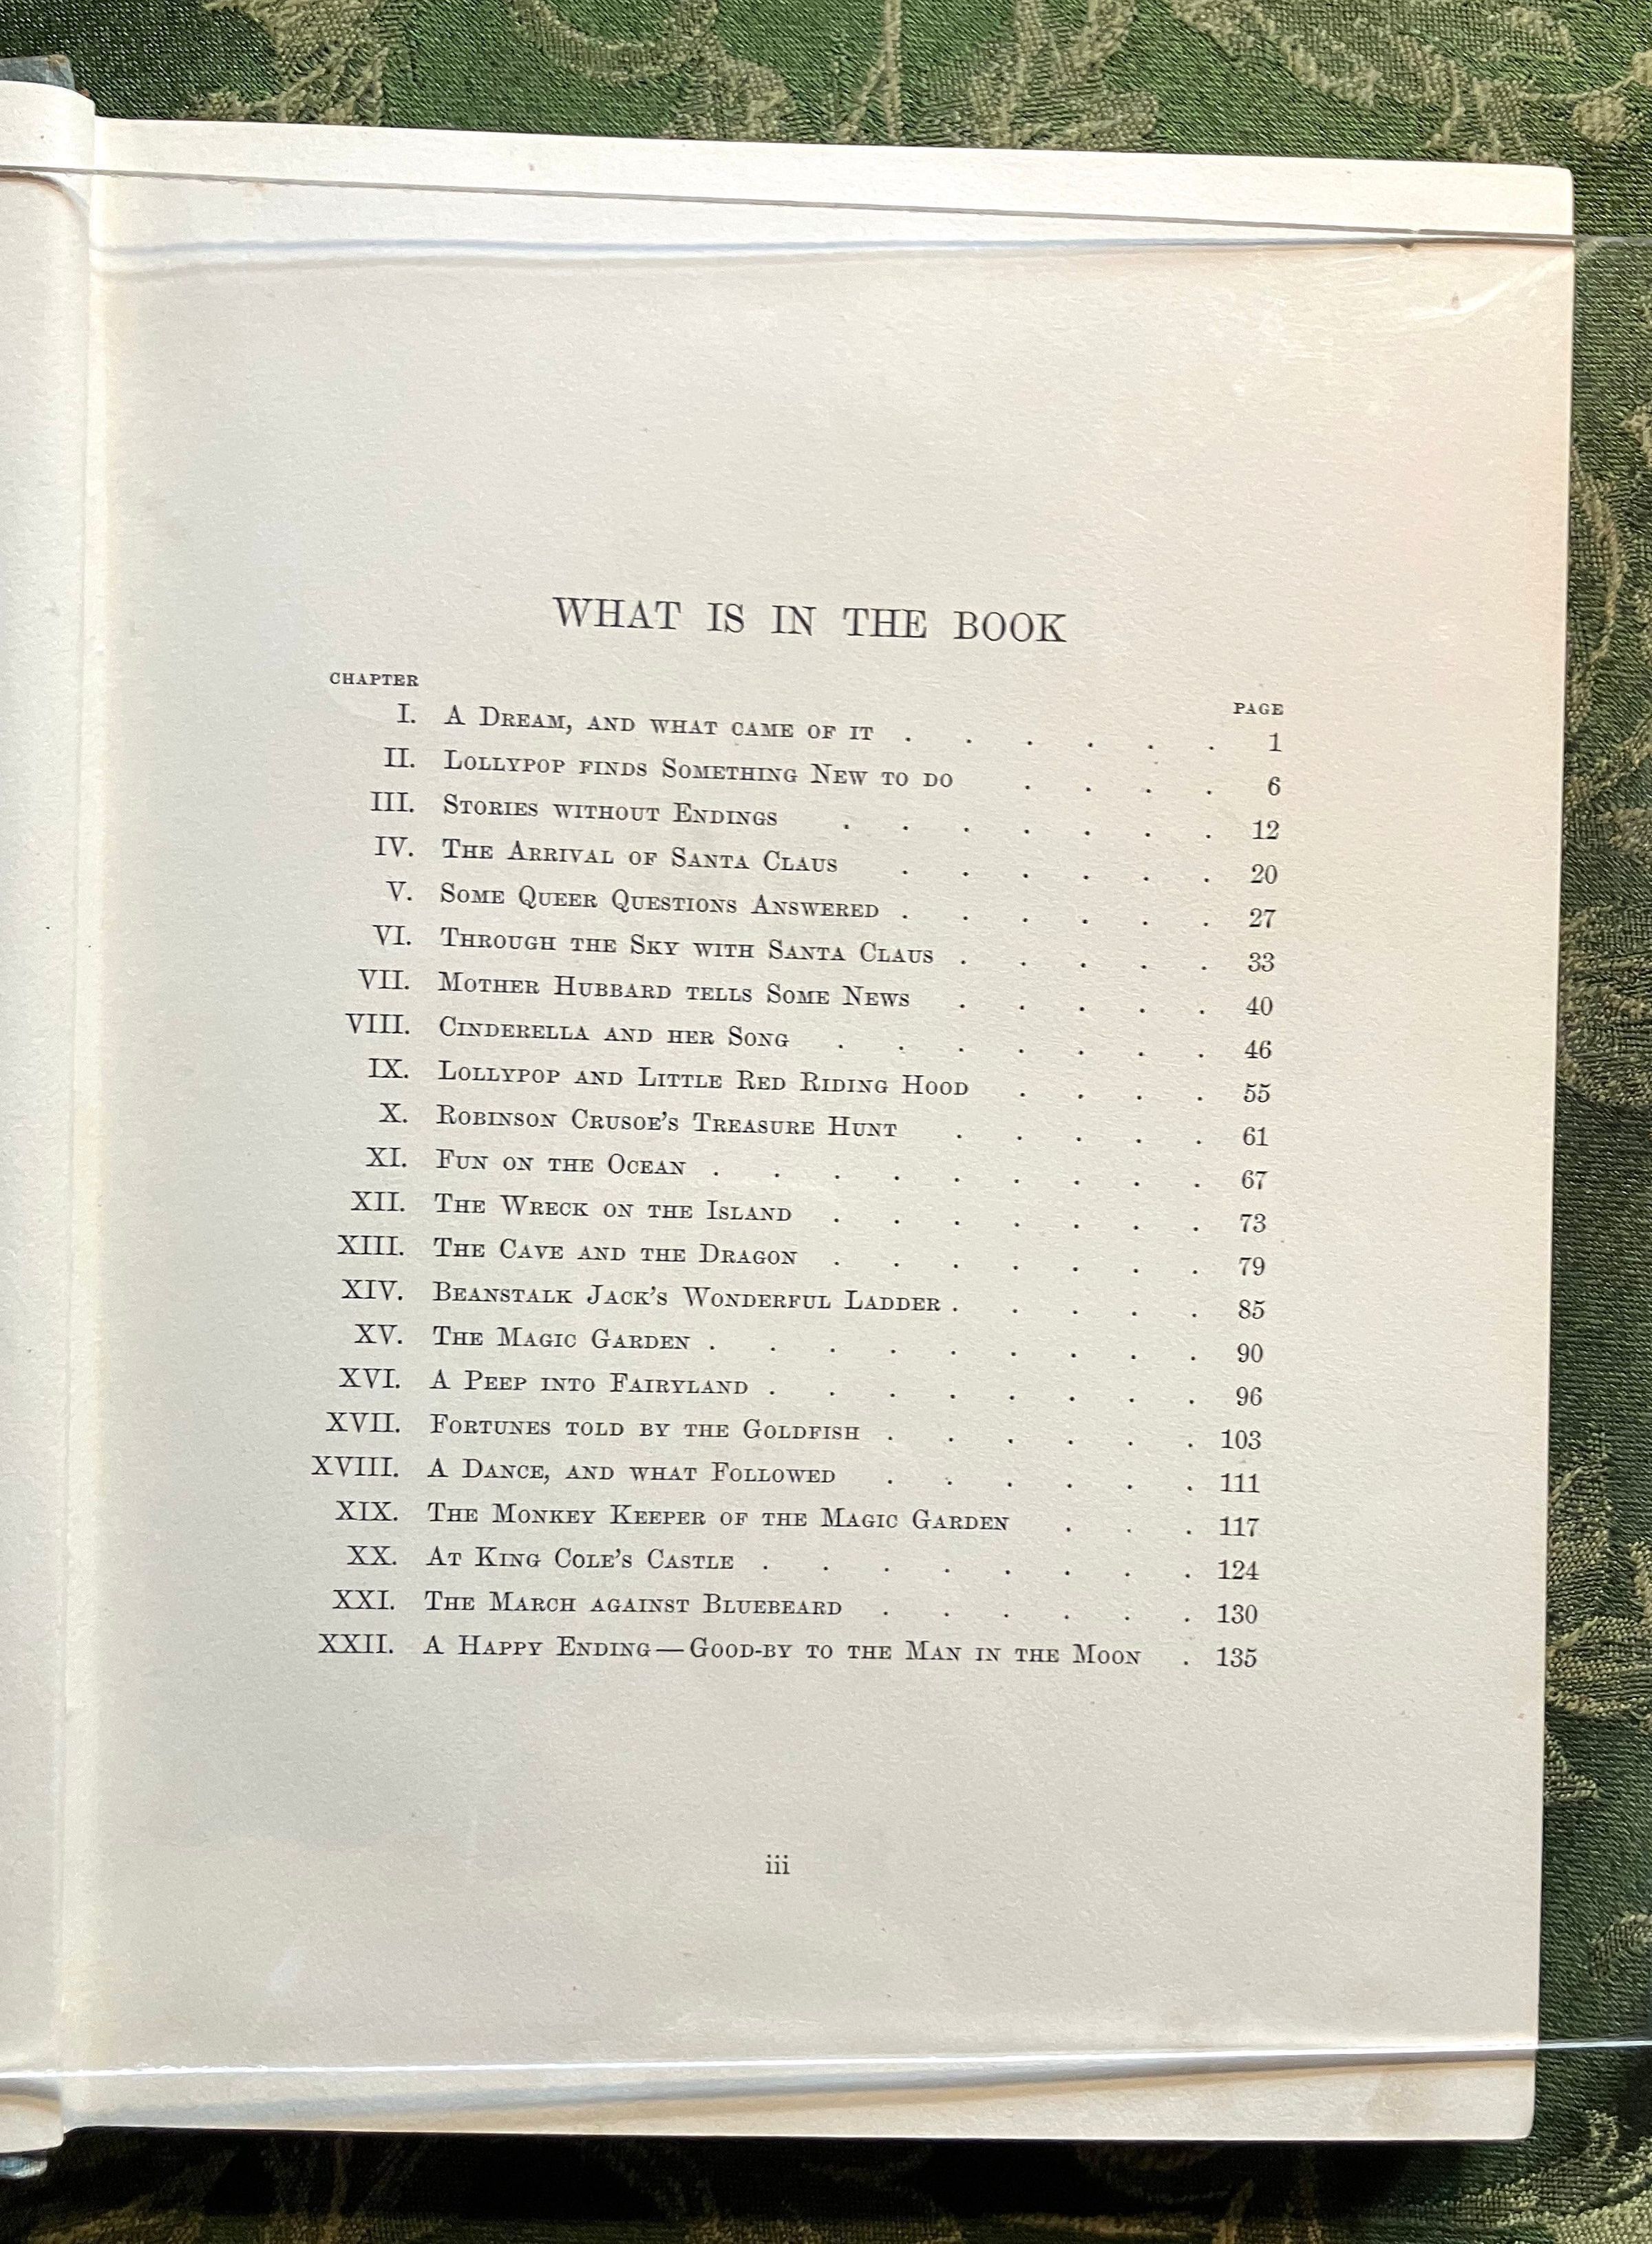 WHAT IS IN THE BOOK
CHAPTER PAGE
I. A Dream, and what came of it . . . . . . 1
II. Lollypop finds Something New to do . . . . 6
III. Stories without Endings . . . . . . . 12
IV. The Arrival of Santa Claus . . . . . . 20
V. Some Queer Questions Answered . . . . . . 27
VI. Through the Sky with Santa Claus . . . . . 33
VII. Mother Hubbard tells Some News . . . . . 40
VIII. Cinderella and her Song . . . . . . . 46
IX. Lollypop and Little Red Riding Hood . . . . 55
X. Robinson Crusoe's Treasure Hunt . . . . . 61
XI. Fun on the Ocean . . . . . . . . . 67
XII. The Wreck on the Island . . . . . . . 73
XIII. The Cave and the Dragon . . . . . . . 79
XIV. Beanstalk Jack's Wonderful Ladder . . . . . 85
XV. The Magic Garden . . . . . . . . . 90
XVI. A Peep into Fairyland . . . . . . . . 96
XVII. Fortunes told by the Goldfish . . . . . . 103
XVIII. A Dance, and what Followed . . . . . . 111
XIX. The Monkey Keeper of the Magic Garden . . . 117
XX. At King Cole's Castle . . . . . . . . 124
XXI. The March against Bluebeard . . . . . . 130
XXII. A Happy Ending—Good-by to the Man in the Moon . 135
iii